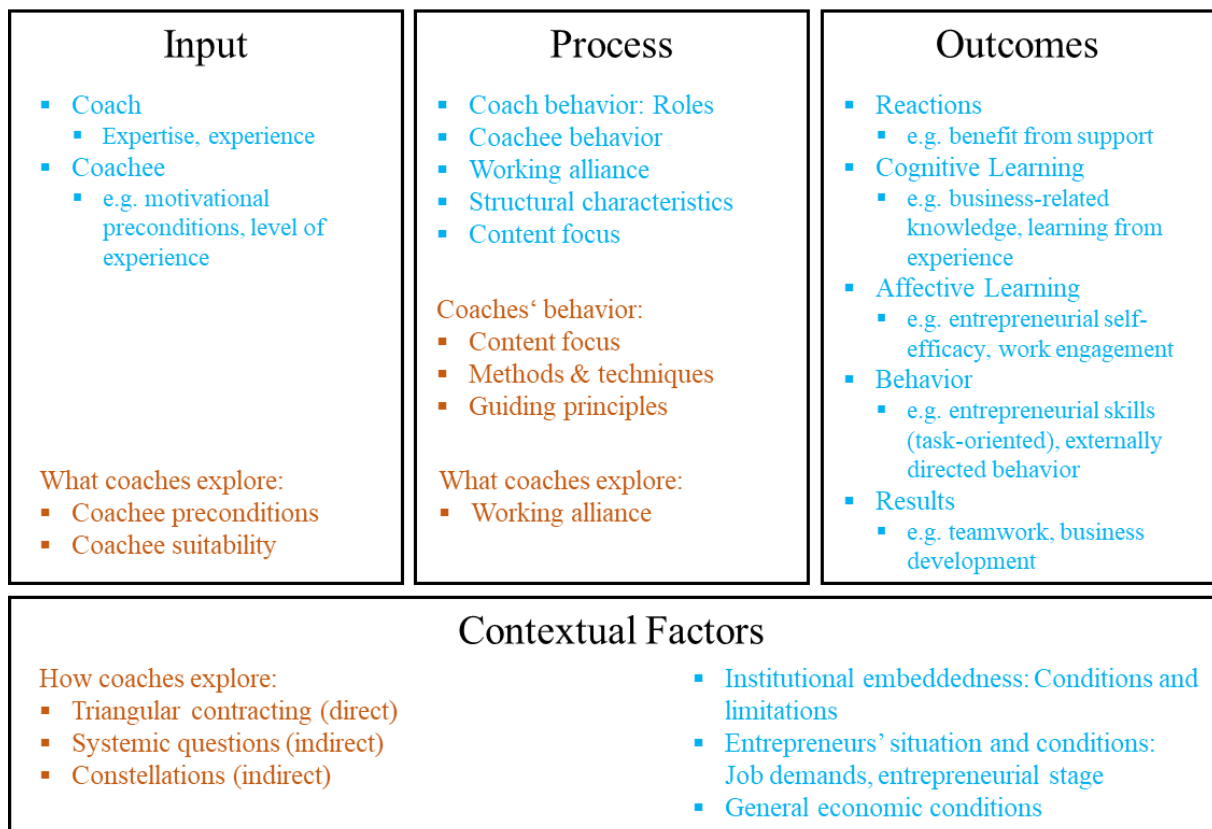 Input
▪ Coach
▪ Expertise, experience
▪ Coachee
▪ e.g. motivational
preconditions, level of
experience
What coaches explore:
▪ Coachee preconditions
▪ Coachee suitability
Process
▪ Coach behavior: Roles
▪ Coachee behavior
▪ Working alliance
▪ Structural characteristics
▪ Content focus
Coaches‘ behavior:
▪ Content focus
▪ Methods & techniques
▪ Guiding principles
What coaches explore:
▪ Working alliance
Outcomes
▪ Reactions
▪ e.g. benefit from support
▪ Cognitive Learning
▪ e.g. business-related
knowledge, learning from
experience
▪ Affective Learning
▪ e.g. entrepreneurial self-
efficacy, work engagement
▪ Behavior
▪ e.g. entrepreneurial skills
(task-oriented), externally
directed behavior
▪ Results
▪ e.g. teamwork, business
development
Contextual Factors
How coaches explore:
▪ Triangular contracting (direct)
▪ Systemic questions (indirect)
▪ Constellations (indirect)
▪ Institutional embeddedness: Conditions and
limitations
▪ Entrepreneurs’ situation and conditions:
Job demands, entrepreneurial stage
▪ General economic conditions